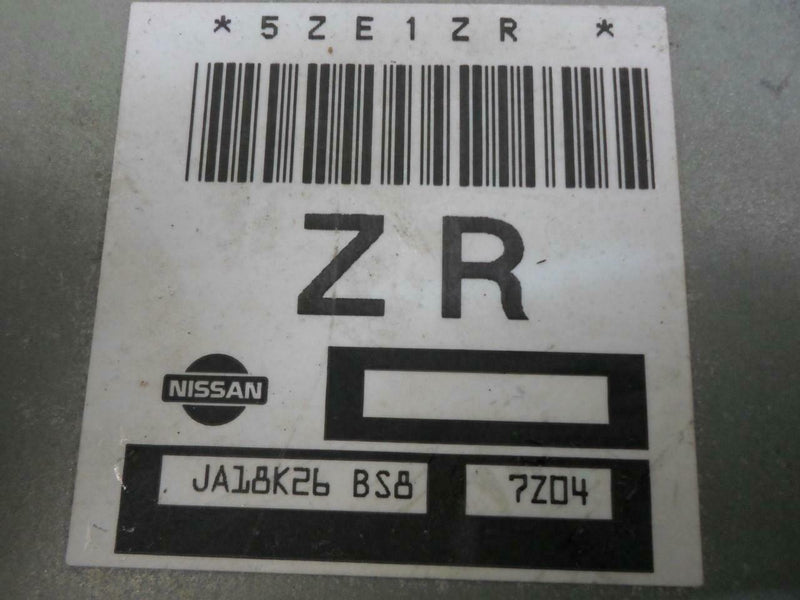 *5ZE1ZR *
ZR
NISSAN
JA18K26 BS8 7Z04